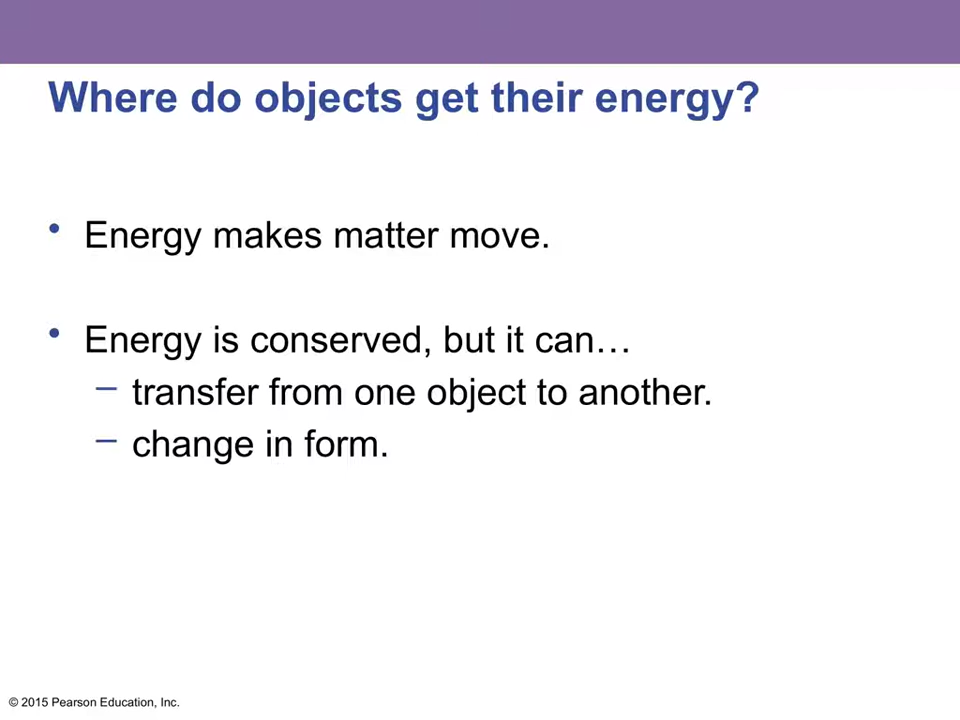 Where do objects get their energy?
• Energy makes matter move.
• Energy is conserved, but it can…
– transfer from one object to another.
– change in form.
© 2015 Pearson Education, Inc.